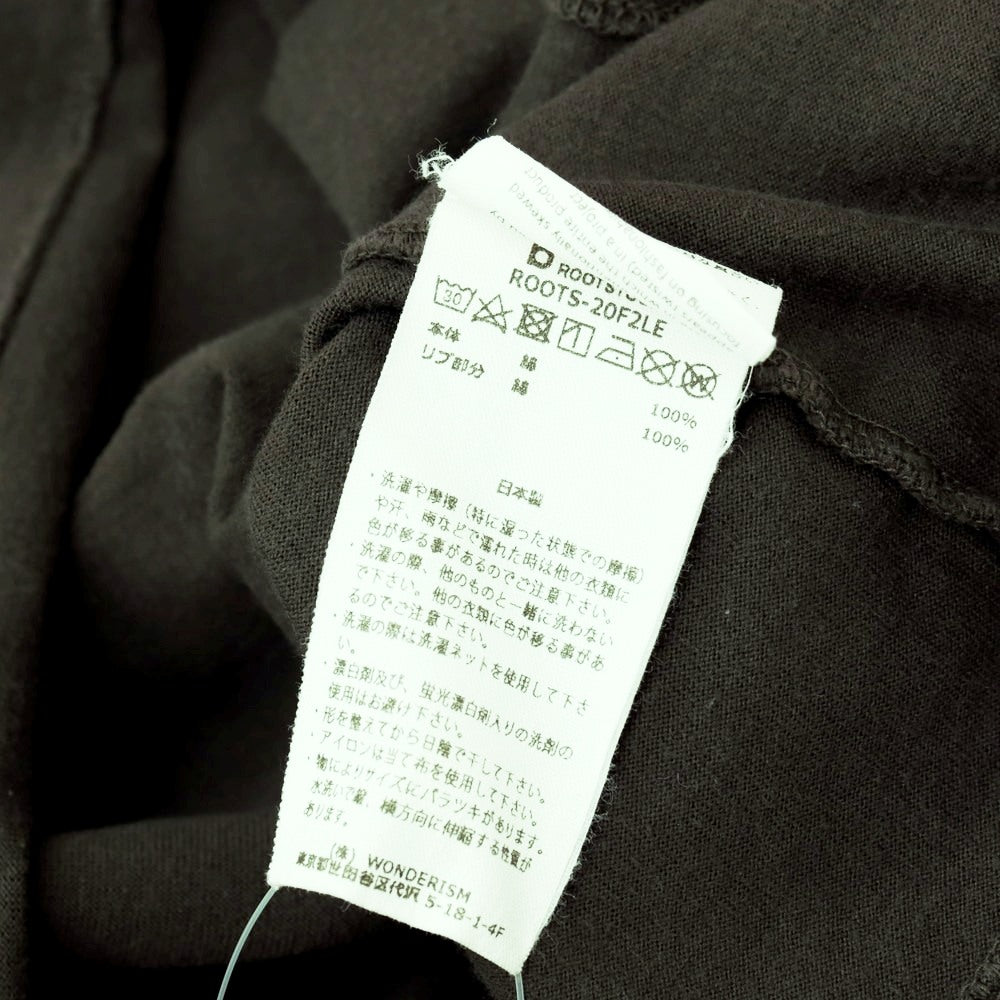 fashion in a project
the entire product
ROOTS
ROOTS-20F2LE
30
本体 綿 100%
リブ部分 綿 100%
日本製
・洗濯や摩擦(特に湿った状態での摩擦)
や汗、雨などで濡れた時は他の衣類に
色が移る事があるのでご注意下さい。
・洗濯の際、他のものと一緒に洗わない
で下さい。他の衣類に色が移る事があ
るのでご注意下さい。
・洗濯の際は洗濯ネットを使用して下さ
い。
・漂白剤及び、蛍光漂白剤入りの洗剤の
使用はお避け下さい。
・形を整えてから日陰で干して下さい。
・アイロンは当て布を使用して下さい。
・物によりサイズにバラツキがあります。
水洗いで縦、横方向に伸縮する性質が
あります。
(株) WONDERISM
東京都世田谷区代沢 5-18-1-4F